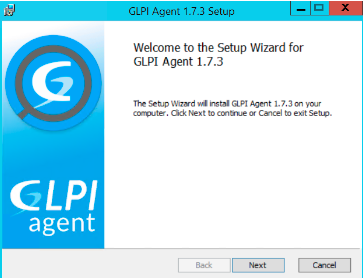 GLPI Agent 1.7.3 Setup
Welcome to the Setup Wizard for
GLPI Agent 1.7.3
The Setup Wizard will install GLPI Agent 1.7.3 on your
computer. Click Next to continue or Cancel to exit Setup.
GLPI
agent
Back
Next
Cancel